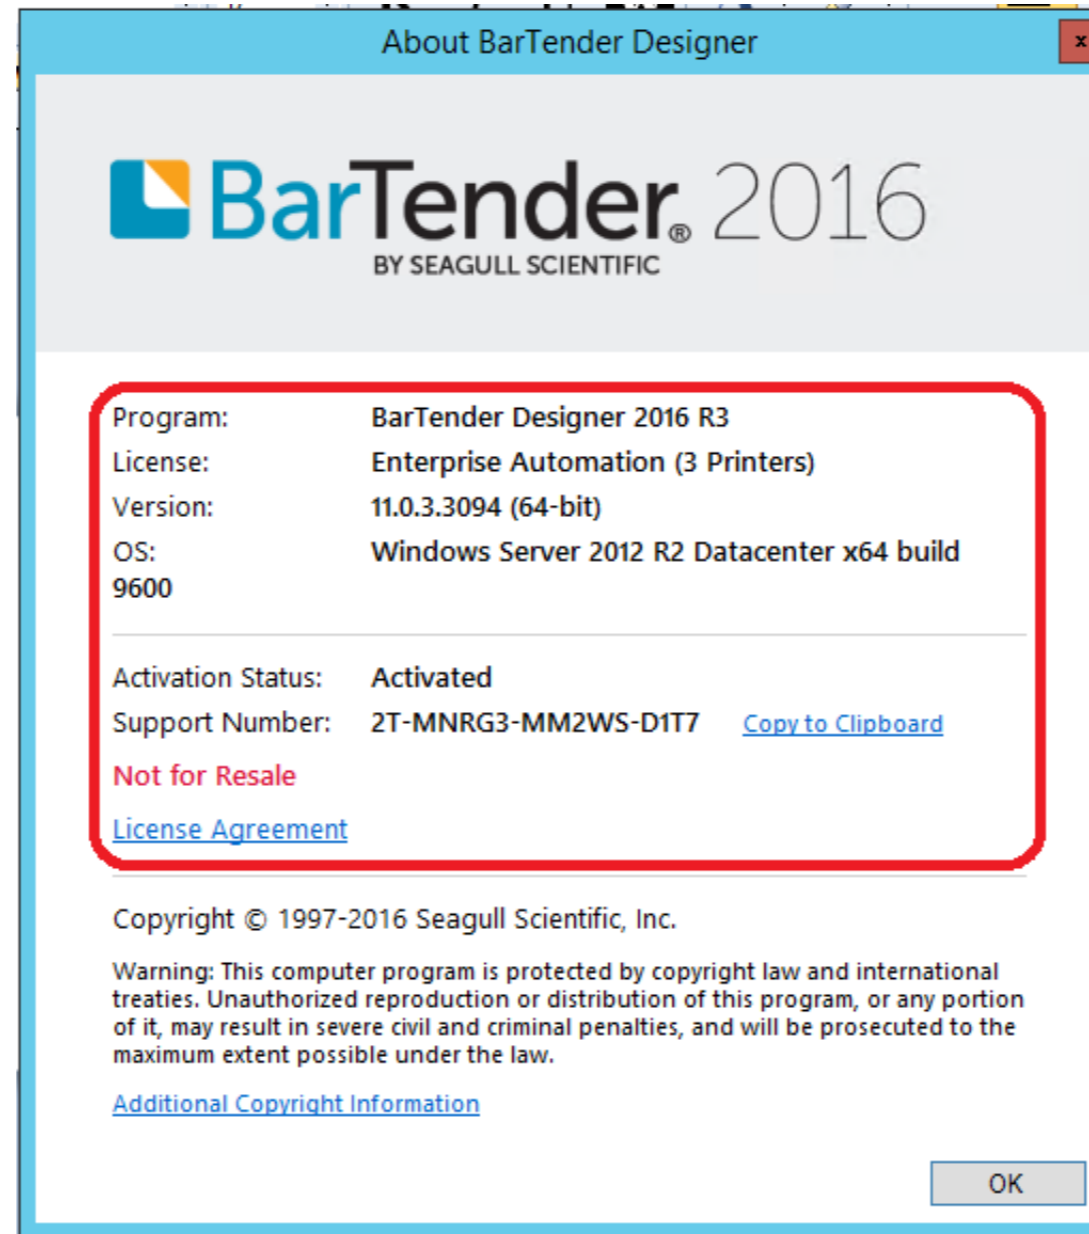 About BarTender Designer
x
BarTender® 2016
BY SEAGULL SCIENTIFIC
Program: BarTender Designer 2016 R3
License: Enterprise Automation (3 Printers)
Version: 11.0.3.3094 (64-bit)
OS: Windows Server 2012 R2 Datacenter x64 build
9600
Activation Status: Activated
Support Number: 2T-MNRG3-MM2WS-D1T7 Copy to Clipboard
Not for Resale
License Agreement
Copyright © 1997-2016 Seagull Scientific, Inc.
Warning: This computer program is protected by copyright law and international
treaties. Unauthorized reproduction or distribution of this program, or any portion
of it, may result in severe civil and criminal penalties, and will be prosecuted to the
maximum extent possible under the law.
Additional Copyright Information
OK